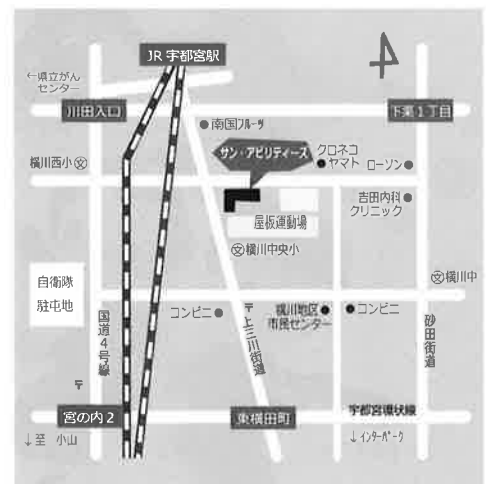 JR 宇都宮駅
4
←県立がん
センター
川田入口
下栗1丁目
南国フルーツ
サン・アビリティーズ
クロネコ
ヤマト
ローソン
横川西小 文
吉田内科
クリニック
屋板運動場
文 横川中央小
文 横川中
自衛隊
駐屯地
コンビニ
横川地区
市民センター
コンビニ
国道4号線
〒
上三川街道
砂田街道
〒
宮の内2
東横田町
宇都宮環状線
↓至 小山
↓インターパーク